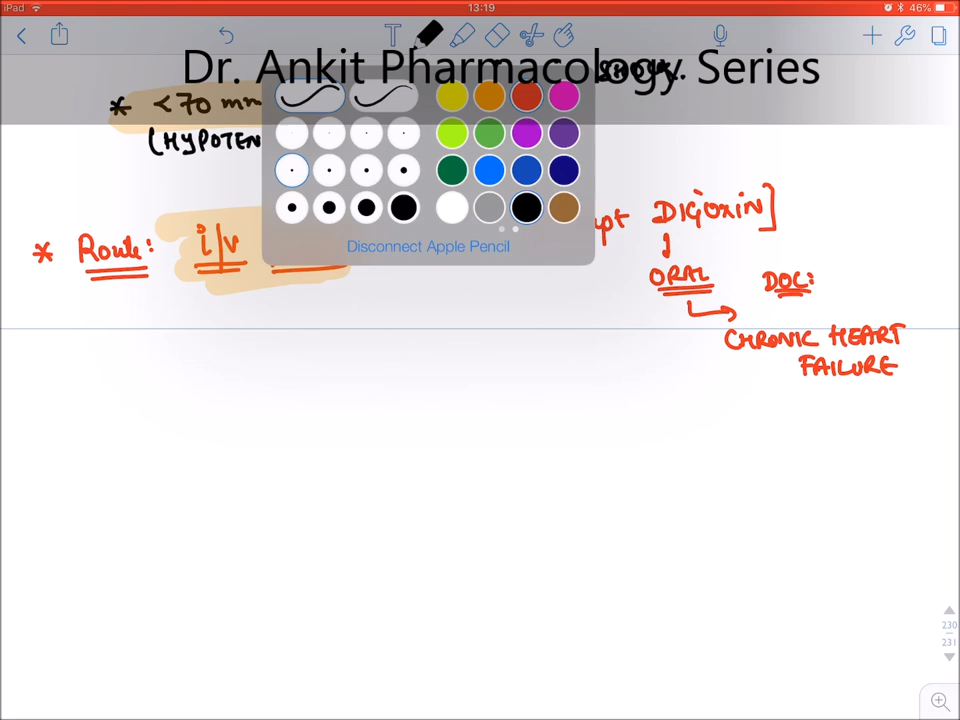 iPad 13:19 46%
T
Dr. Ankit Pharmacology Series
* <70 mm
(HYPOTEN
Disconnect Apple Pencil
* Route: i/v
pt DIGOXIN]
↓
ORAL DOC:
CHRONIC HEART
FAILURE
230
231